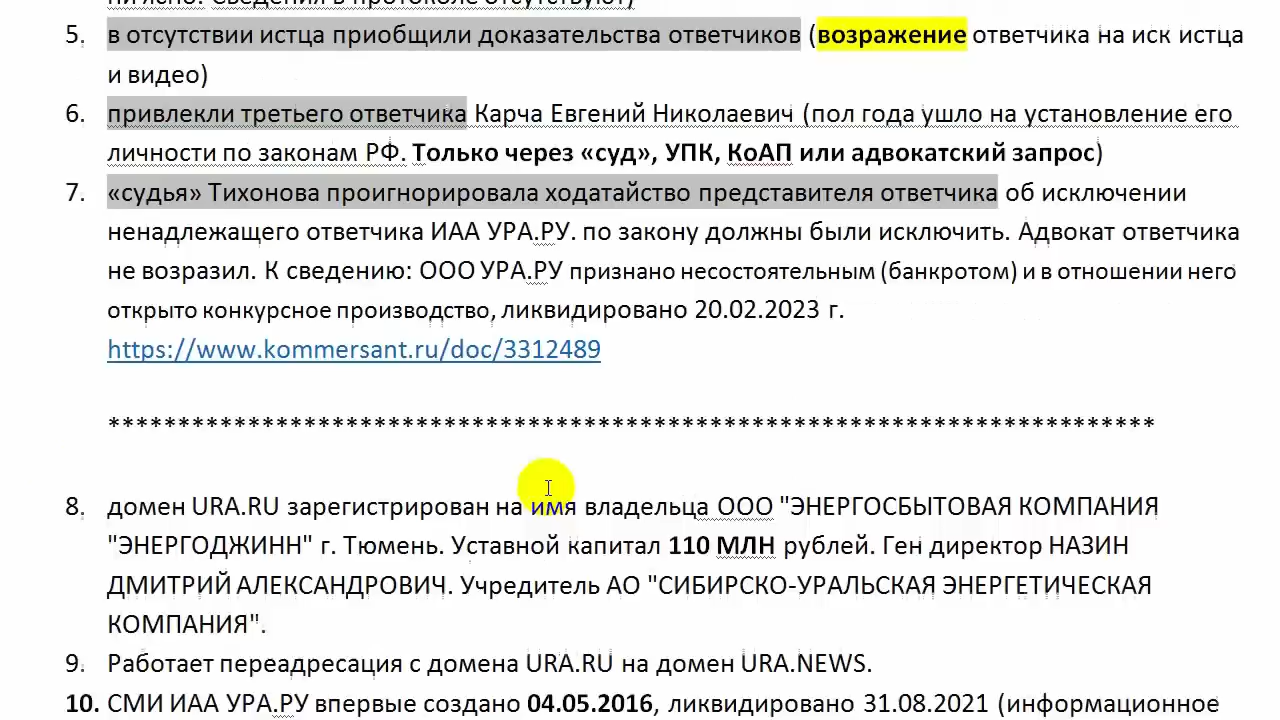 ни ясно. Сведения в протоколе отсутствуют)
5. в отсутствии истца приобщили доказательства ответчиков (возражение ответчика на иск истца
и видео)
6. привлекли третьего ответчика Карча Евгений Николаевич (пол года ушло на установление его
личности по законам РФ. Только через «суд», УПК, КоАП или адвокатский запрос)
7. «судья» Тихонова проигнорировала ходатайство представителя ответчика об исключении
ненадлежащего ответчика ИАА УРА.РУ. по закону должны были исключить. Адвокат ответчика
не возразил. К сведению: ООО УРА.РУ признано несостоятельным (банкротом) и в отношении него
открыто конкурсное производство, ликвидировано 20.02.2023 г.
https://www.kommersant.ru/doc/3312489
***************************************************************************
8. домен URA.RU зарегистрирован на имя владельца ООО "ЭНЕРГОСБЫТОВАЯ КОМПАНИЯ
"ЭНЕРГОДЖИНН" г. Тюмень. Уставной капитал 110 МЛН рублей. Ген директор НАЗИН
ДМИТРИЙ АЛЕКСАНДРОВИЧ. Учредитель АО "СИБИРСКО-УРАЛЬСКАЯ ЭНЕРГЕТИЧЕСКАЯ
КОМПАНИЯ".
9. Работает переадресация с домена URA.RU на домен URA.NEWS.
10. СМИ ИАА УРА.РУ впервые создано 04.05.2016, ликвидировано 31.08.2021 (информационное